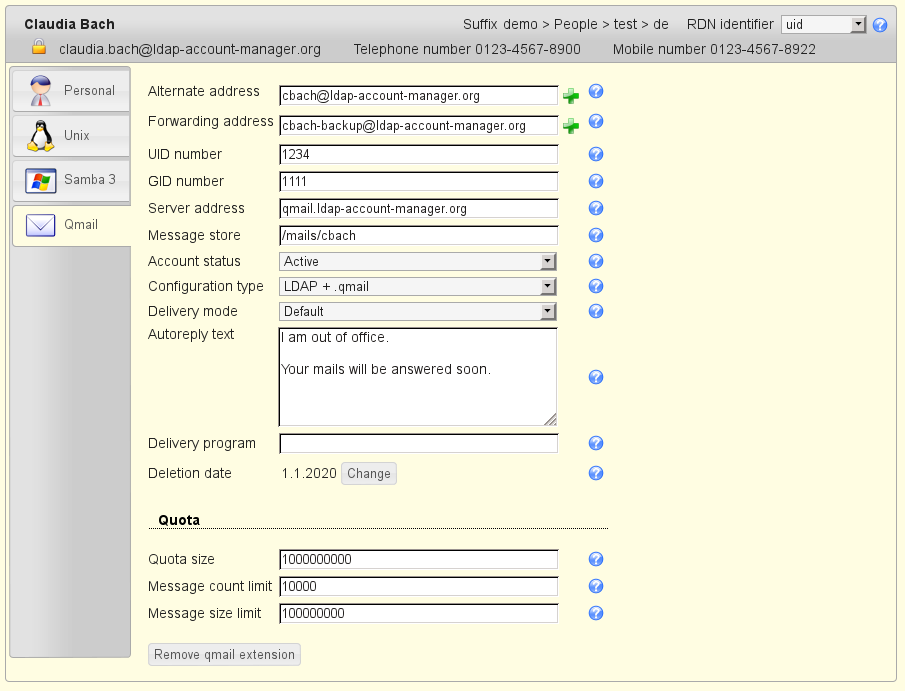 Claudia Bach Suffix demo > People > test > de RDN identifier uid
claudia.bach@ldap-account-manager.org Telephone number 0123-4567-8900 Mobile number 0123-4567-8922
Personal
Unix
Samba 3
Qmail
Alternate address cbach@ldap-account-manager.org
Forwarding address cbach-backup@ldap-account-manager.org
UID number 1234
GID number 1111
Server address qmail.ldap-account-manager.org
Message store /mails/cbach
Account status Active
Configuration type LDAP + .qmail
Delivery mode Default
Autoreply text I am out of office.
Your mails will be answered soon.
Delivery program
Deletion date 1.1.2020 Change
Quota
Quota size 1000000000
Message count limit 10000
Message size limit 100000000
Remove qmail extension